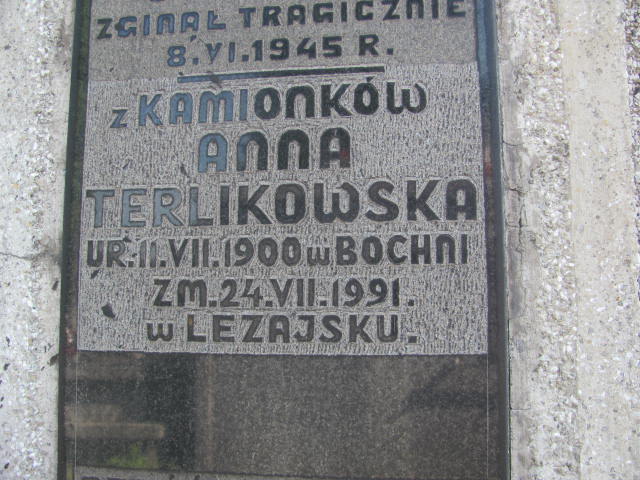 ZGINĄŁ TRAGICZNIE
8.VI.1945 R.
z KAMIONKÓW
ANNA
TERLIKOWSKA
UR. 11.VII.1900 w BOCHNI
ZM. 24.VII.1991.
w LEŻAJSKU.